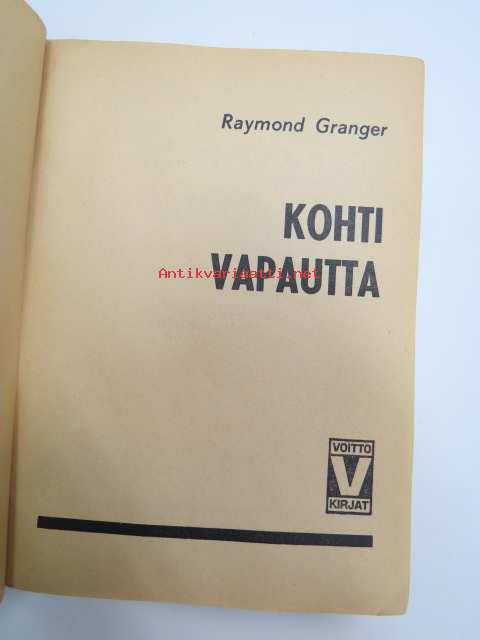 Raymond Granger
KOHTI
Antikvariaatti.net
VAPAUTTA
VOITTO
V
KIRJAT